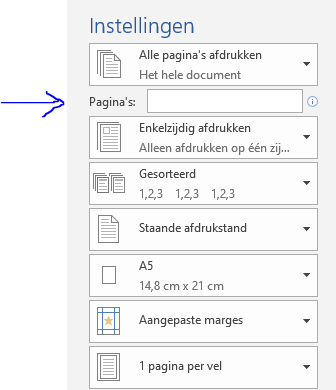 Instellingen
Alle pagina's afdrukken
Het hele document
Pagina's:
Enkelzijdig afdrukken
Alleen afdrukken op één zij...
Gesorteerd
1,2,3 1,2,3 1,2,3
Staande afdrukstand
A5
14,8 cm x 21 cm
Aangepaste marges
1 pagina per vel